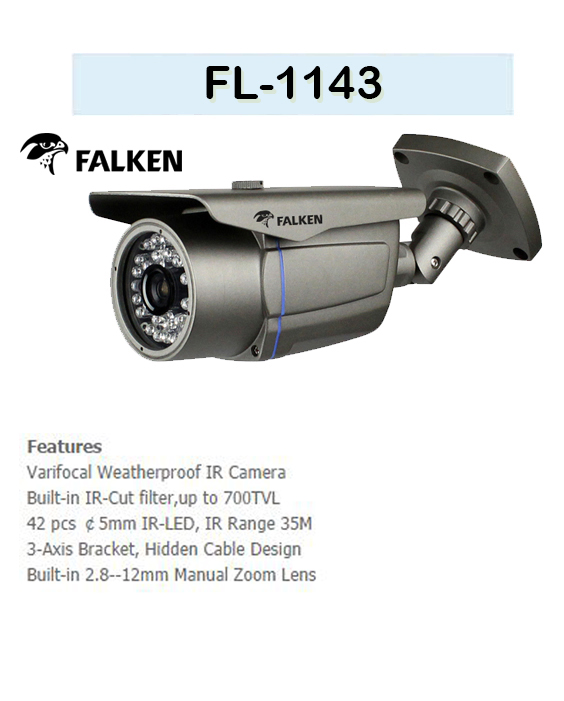 FL-1143
FALKEN
FALKEN
Features
Varifocal Weatherproof IR Camera
Built-in IR-Cut filter,up to 700TVL
42 pcs ¢5mm IR-LED, IR Range 35M
3-Axis Bracket, Hidden Cable Design
Built-in 2.8--12mm Manual Zoom Lens